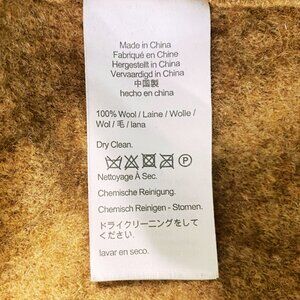 Made in China
Fabriqué en Chine
Hergestellt in China
Vervaardigd in China
中国製
hecho en china
100% Wool / Laine / Wolle /
Wol / 毛 / lana
Dry Clean.
P
Nettoyage À Sec.
Chemische Reinigung.
Chemisch Reinigen - Stomen.
ドライクリーニングをして
ください.
lavar en seco.